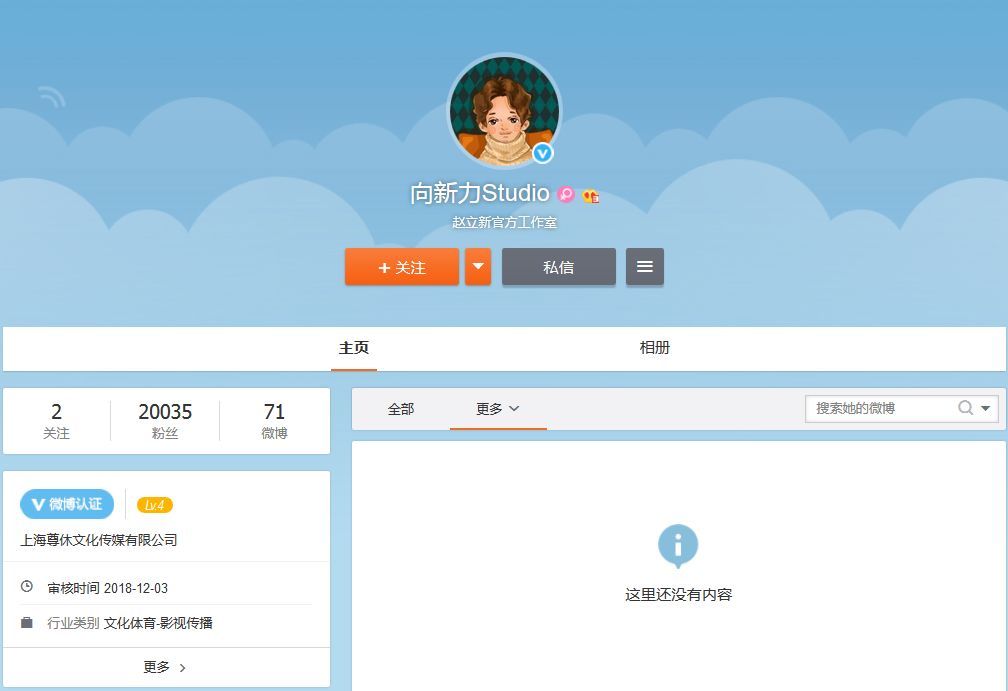 向新力Studio
赵立新官方工作室
+ 关注
私信
主页
相册
2
关注
20035
粉丝
71
微博
全部
更多
搜索她的微博
V 微博认证
Lv.4
上海尊休文化传媒有限公司
审核时间 2018-12-03
行业类别 文化体育-影视传播
更多 >
这里还没有内容